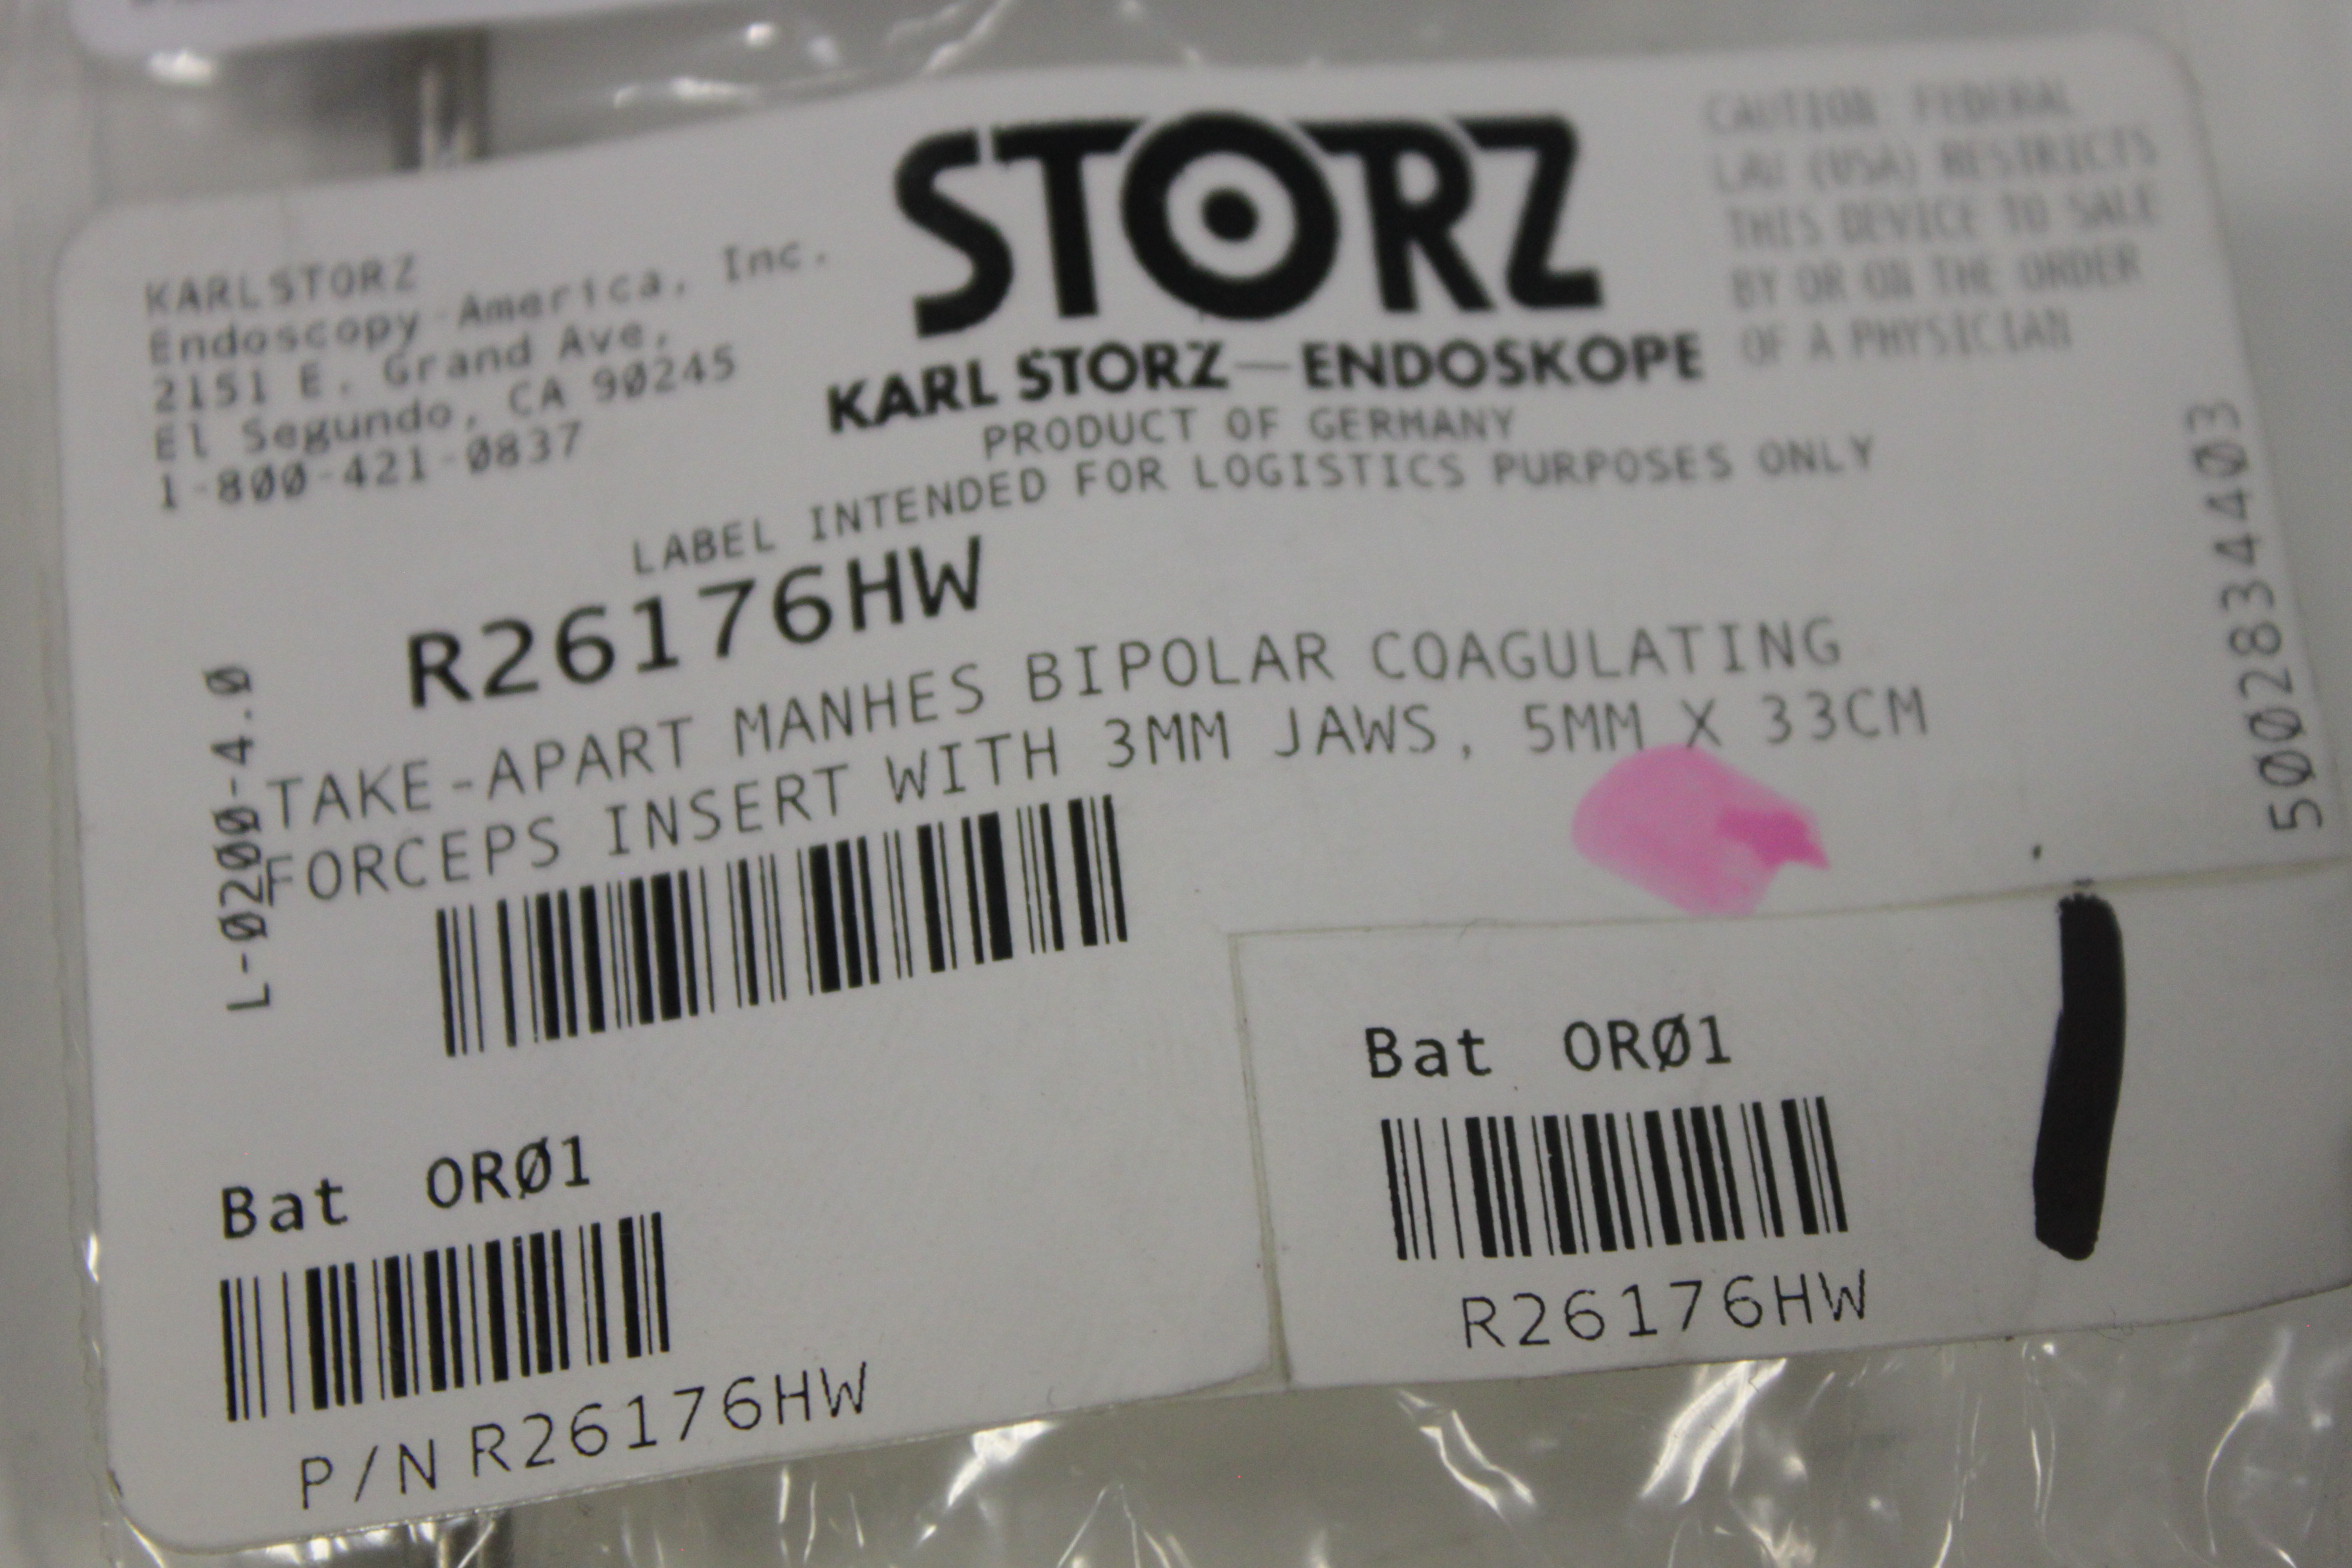 KARL STORZ
Endoscopy America, Inc.
2151 E. Grand Ave,
El Segundo, CA 90245
1-800-421-0837
STORZ
KARL STORZ—ENDOSKOPE
PRODUCT OF GERMANY
LABEL INTENDED FOR LOGISTICS PURPOSES ONLY
CAUTION: FEDERAL
LAW (USA) RESTRICTS
THIS DEVICE TO SALE
BY OR ON THE ORDER
OF A PHYSICIAN
R26176HW
TAKE-APART MANHES BIPOLAR COAGULATING
FORCEPS INSERT WITH 3MM JAWS, 5MM X 33CM
L-0200-4.0
5002834403
Bat OR01
P/N R26176HW
Bat OR01
R26176HW